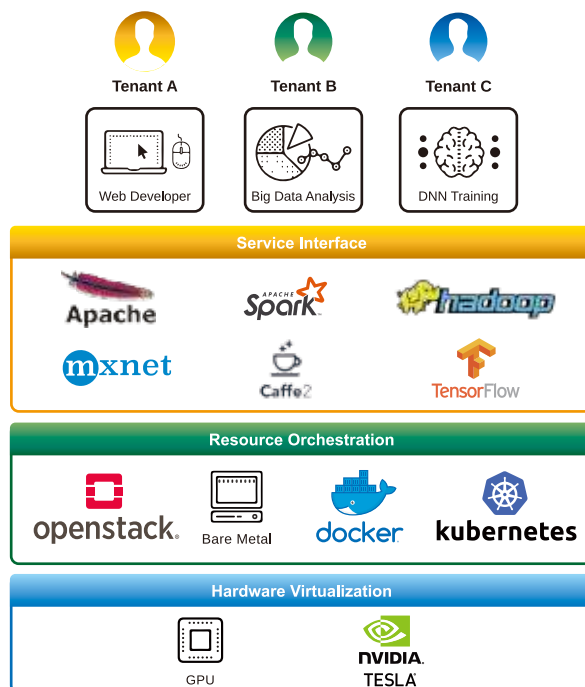 Tenant A
Tenant B
Tenant C
Web Developer
Big Data Analysis
DNN Training
Service Interface
Apache
APACHE
Spark
hadoop
mxnet
Caffe2
TensorFlow
Resource Orchestration
openstack.
Bare Metal
docker
kubernetes
Hardware Virtualization
GPU
NVIDIA.
TESLA